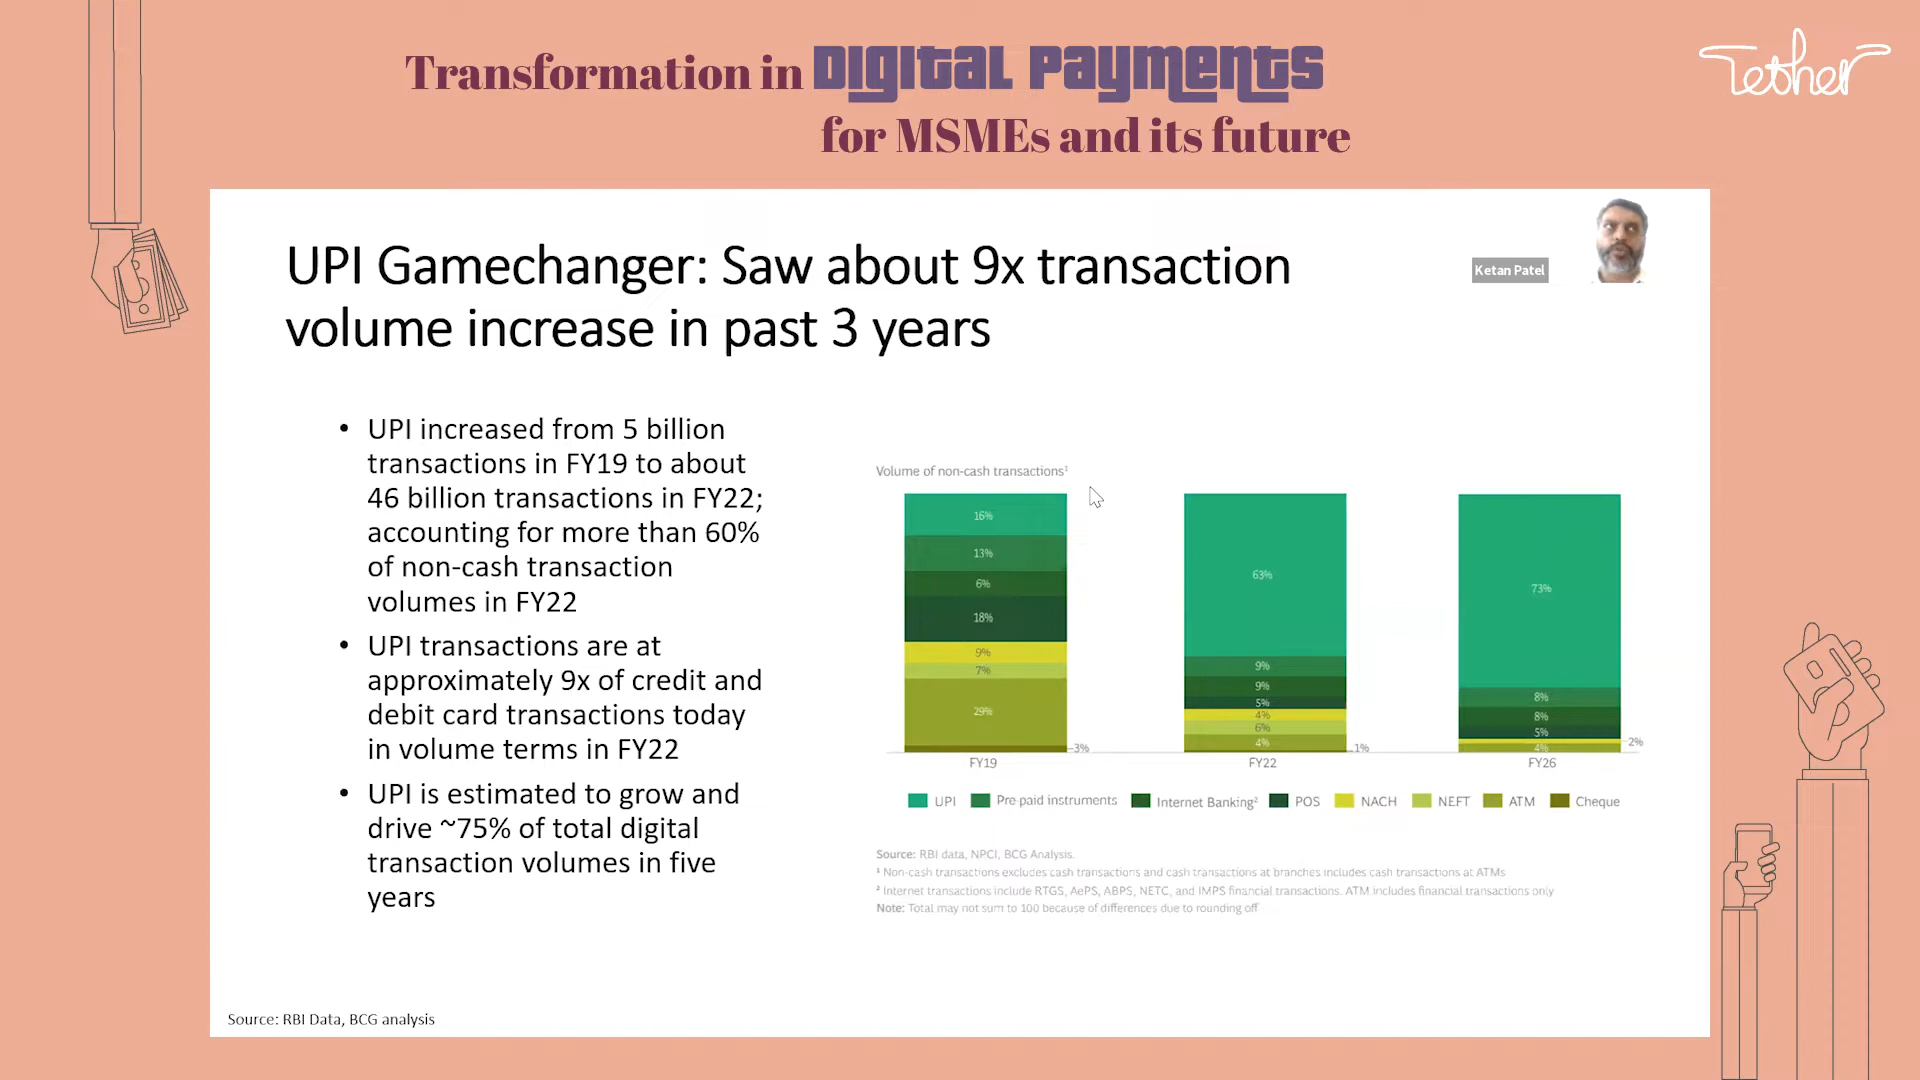 Transformation in Digital Payments
for MSMEs and its future
Tether
UPI Gamechanger: Saw about 9x transaction
volume increase in past 3 years
Ketan Patel
• UPI increased from 5 billion
transactions in FY19 to about
46 billion transactions in FY22;
accounting for more than 60%
of non-cash transaction
volumes in FY22
• UPI transactions are at
approximately 9x of credit and
debit card transactions today
in volume terms in FY22
• UPI is estimated to grow and
drive ~75% of total digital
transaction volumes in five
years
Volume of non-cash transactions¹
16%
13%
6%
18%
9%
7%
29%
3%
FY19
63%
9%
9%
5%
4%
6%
4%
1%
FY22
73%
8%
8%
5%
2%
4%
FY26
UPI Pre-paid instruments Internet Banking² POS NACH NEFT ATM Cheque
Source: RBI data, NPCI, BCG Analysis.
¹ Non-cash transactions excludes cash transactions and cash transactions at branches includes cash transactions at ATMs
² Internet transactions include RTGS, AePS, ABPS, NETC, and IMPS financial transactions. ATM includes financial transactions only
Note: Total may not sum to 100 because of differences due to rounding off
Source: RBI Data, BCG analysis